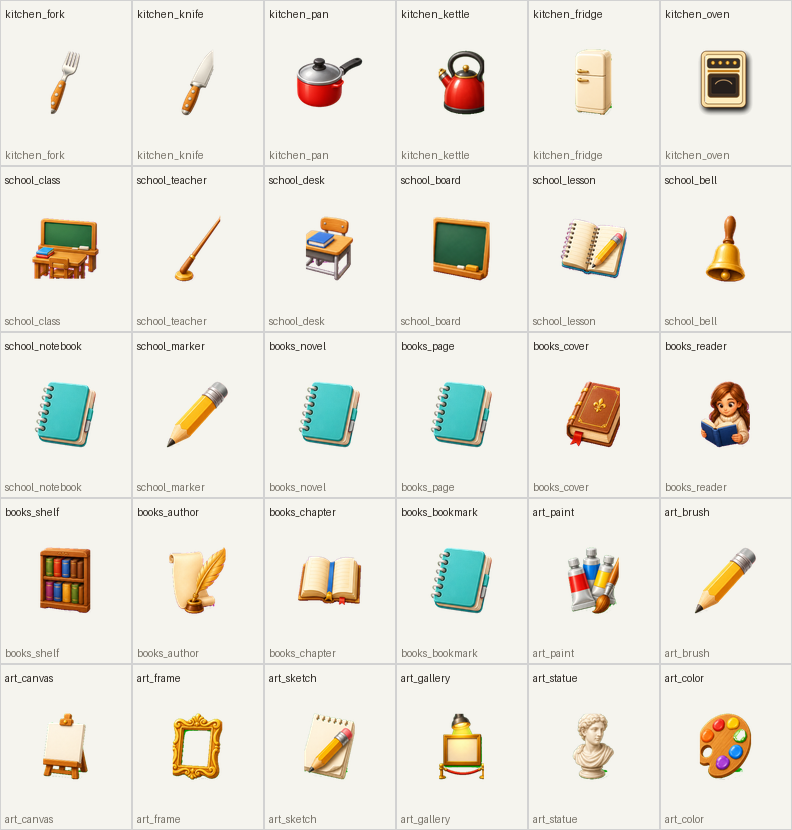 kitchen_fork kitchen_knife kitchen_pan kitchen_kettle kitchen_fridge kitchen_oven
kitchen_fork kitchen_knife kitchen_pan kitchen_kettle kitchen_fridge kitchen_oven
school_class school_teacher school_desk school_board school_lesson school_bell
school_class school_teacher school_desk school_board school_lesson school_bell
school_notebook school_marker books_novel books_page books_cover books_reader
school_notebook school_marker books_novel books_page books_cover books_reader
books_shelf books_author books_chapter books_bookmark art_paint art_brush
books_shelf books_author books_chapter books_bookmark art_paint art_brush
art_canvas art_frame art_sketch art_gallery art_statue art_color
art_canvas art_frame art_sketch art_gallery art_statue art_color